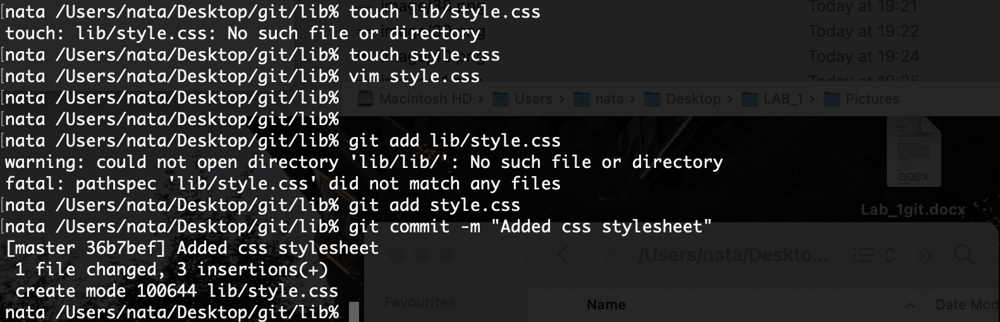 nata /Users/nata/Desktop/git/lib% touch lib/style.css
touch: lib/style.css: No such file or directory
nata /Users/nata/Desktop/git/lib% touch style.css
nata /Users/nata/Desktop/git/lib% vim style.css
nata /Users/nata/Desktop/git/lib%
nata /Users/nata/Desktop/git/lib%
nata /Users/nata/Desktop/git/lib% git add lib/style.css
warning: could not open directory 'lib/lib/': No such file or directory
fatal: pathspec 'lib/style.css' did not match any files
nata /Users/nata/Desktop/git/lib% git add style.css
nata /Users/nata/Desktop/git/lib% git commit -m "Added css stylesheet"
[master 36b7bef] Added css stylesheet
1 file changed, 3 insertions(+)
create mode 100644 lib/style.css
nata /Users/nata/Desktop/git/lib%
Today at 19:21
Today at 19:22
Today at 19:24
Today at 19:25
Macintosh HD › Users › nata › Desktop › LAB_1 › Pictures
DOCX
Lab_1git.docx
/Users/nata/Deskto...
Favourites
Name
Date Mod